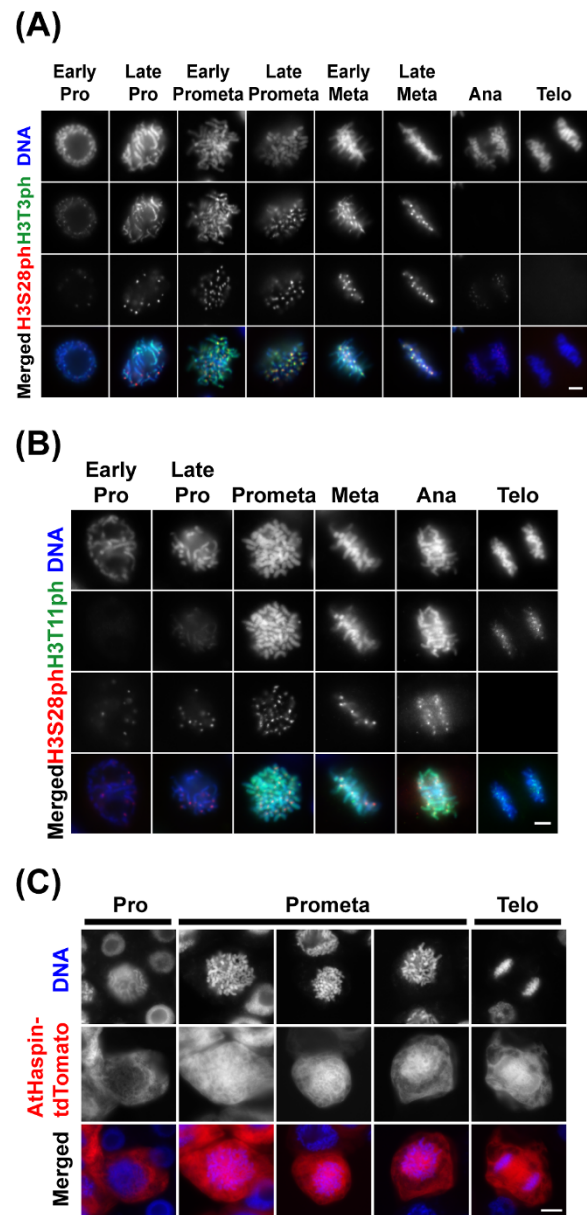 (A)
Early Pro
Late Pro
Early Prometa
Late Prometa
Early Meta
Late Meta
Ana
Telo
DNA
H3T3ph
H3S28ph
Merged
(B)
Early Pro
Late Pro
Prometa
Meta
Ana
Telo
DNA
H3T11ph
H3S28ph
Merged
(C)
Pro
Prometa
Telo
DNA
AtHaspin-
tdTomato
Merged